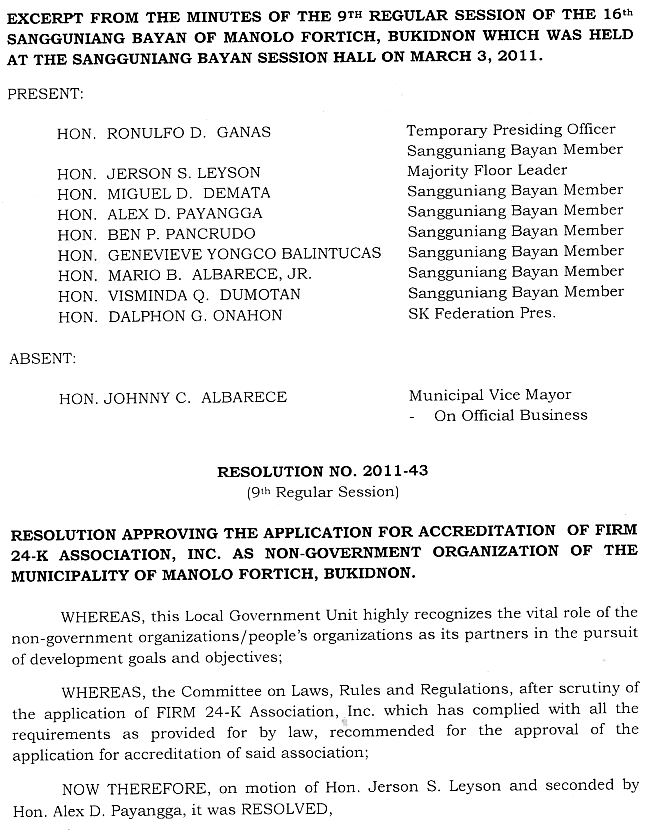 EXCERPT FROM THE MINUTES OF THE 9TH REGULAR SESSION OF THE 16th
SANGGUNIANG BAYAN OF MANOLO FORTICH, BUKIDNON WHICH WAS HELD
AT THE SANGGUNIANG BAYAN SESSION HALL ON MARCH 3, 2011.
PRESENT:
HON. RONULFO D. GANAS Temporary Presiding Officer
Sangguniang Bayan Member
HON. JERSON S. LEYSON Majority Floor Leader
HON. MIGUEL D. DEMATA Sangguniang Bayan Member
HON. ALEX D. PAYANGGA Sangguniang Bayan Member
HON. BEN P. PANCRUDO Sangguniang Bayan Member
HON. GENEVIEVE YONGCO BALINTUCAS Sangguniang Bayan Member
HON. MARIO B. ALBARECE, JR. Sangguniang Bayan Member
HON. VISMINDA Q. DUMOTAN Sangguniang Bayan Member
HON. DALPHON G. ONAHON SK Federation Pres.
ABSENT:
HON. JOHNNY C. ALBARECE Municipal Vice Mayor
- On Official Business
RESOLUTION NO. 2011-43
(9th Regular Session)
RESOLUTION APPROVING THE APPLICATION FOR ACCREDITATION OF FIRM
24-K ASSOCIATION, INC. AS NON-GOVERNMENT ORGANIZATION OF THE
MUNICIPALITY OF MANOLO FORTICH, BUKIDNON.
WHEREAS, this Local Government Unit highly recognizes the vital role of the
non-government organizations/people's organizations as its partners in the pursuit
of development goals and objectives;
WHEREAS, the Committee on Laws, Rules and Regulations, after scrutiny of
the application of FIRM 24-K Association, Inc. which has complied with all the
requirements as provided for by law, recommended for the approval of the
application for accreditation of said association;
NOW THEREFORE, on motion of Hon. Jerson S. Leyson and seconded by
Hon. Alex D. Payangga, it was RESOLVED,